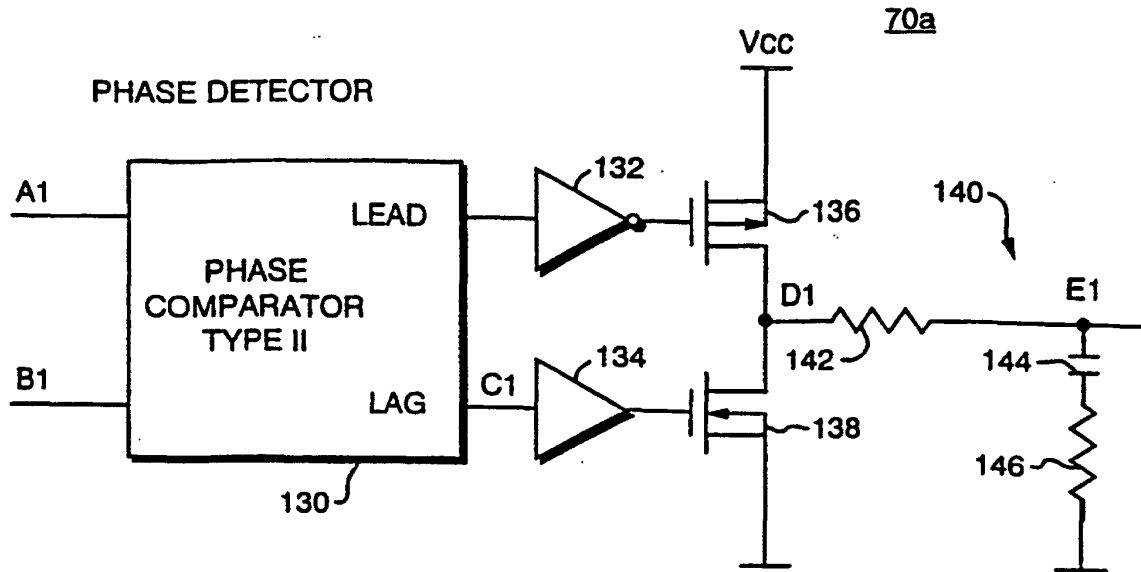 70a
Vcc
PHASE DETECTOR
132
A1
LEAD
136
140
PHASE
COMPARATOR
TYPE II
D1
E1
142
144
B1
LAG
C1
134
138
146
130